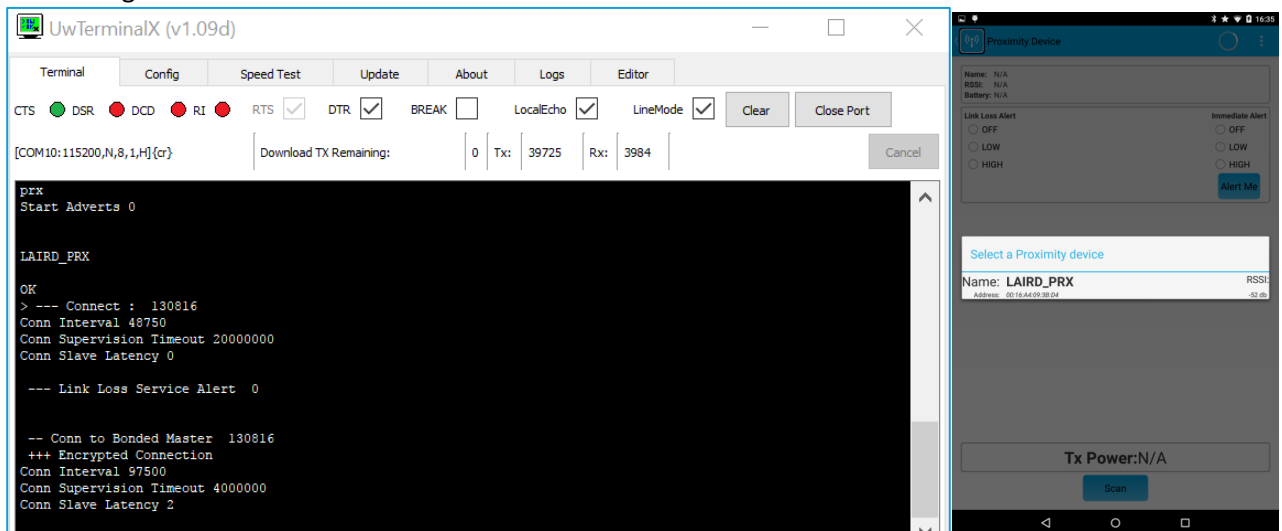 UwTerminalX (v1.09d)
Terminal Config Speed Test Update About Logs Editor
CTS DSR DCD RI RTS DTR BREAK LocalEcho LineMode Clear Close Port
[COM10:115200,N,8,1,H]{cr} Download TX Remaining: 0 Tx: 39725 Rx: 3984 Cancel
prx
Start Adverts 0
LAIRD_PRX
OK
> --- Connect :  130816
Conn Interval 48750
Conn Supervision Timeout 20000000
Conn Slave Latency 0
--- Link Loss Service Alert  0
-- Conn to Bonded Master  130816
+++ Encrypted Connection
Conn Interval 97500
Conn Supervision Timeout 4000000
Conn Slave Latency 2
16:35
Proximity Device
Name: N/A
RSSI: N/A
Battery: N/A
Link Loss Alert Immediate Alert
OFF OFF
LOW LOW
HIGH HIGH
Alert Me
Select a Proximity device
Name: LAIRD_PRX RSSI:
Address: 00:16:A4:09:3B:D4 -52 db
Tx Power:N/A
Scan